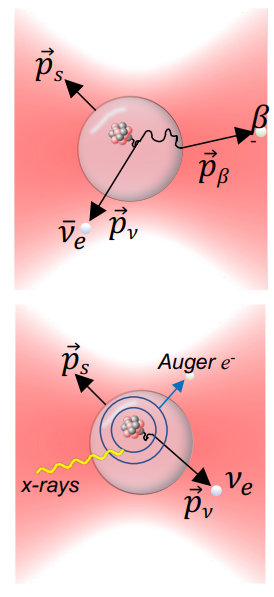 p⃗ₛ
β
-
p⃗ᵦ
ν̄ₑ p⃗ᵥ
p⃗ₛ Auger e⁻
x-rays
νₑ
p⃗ᵥ